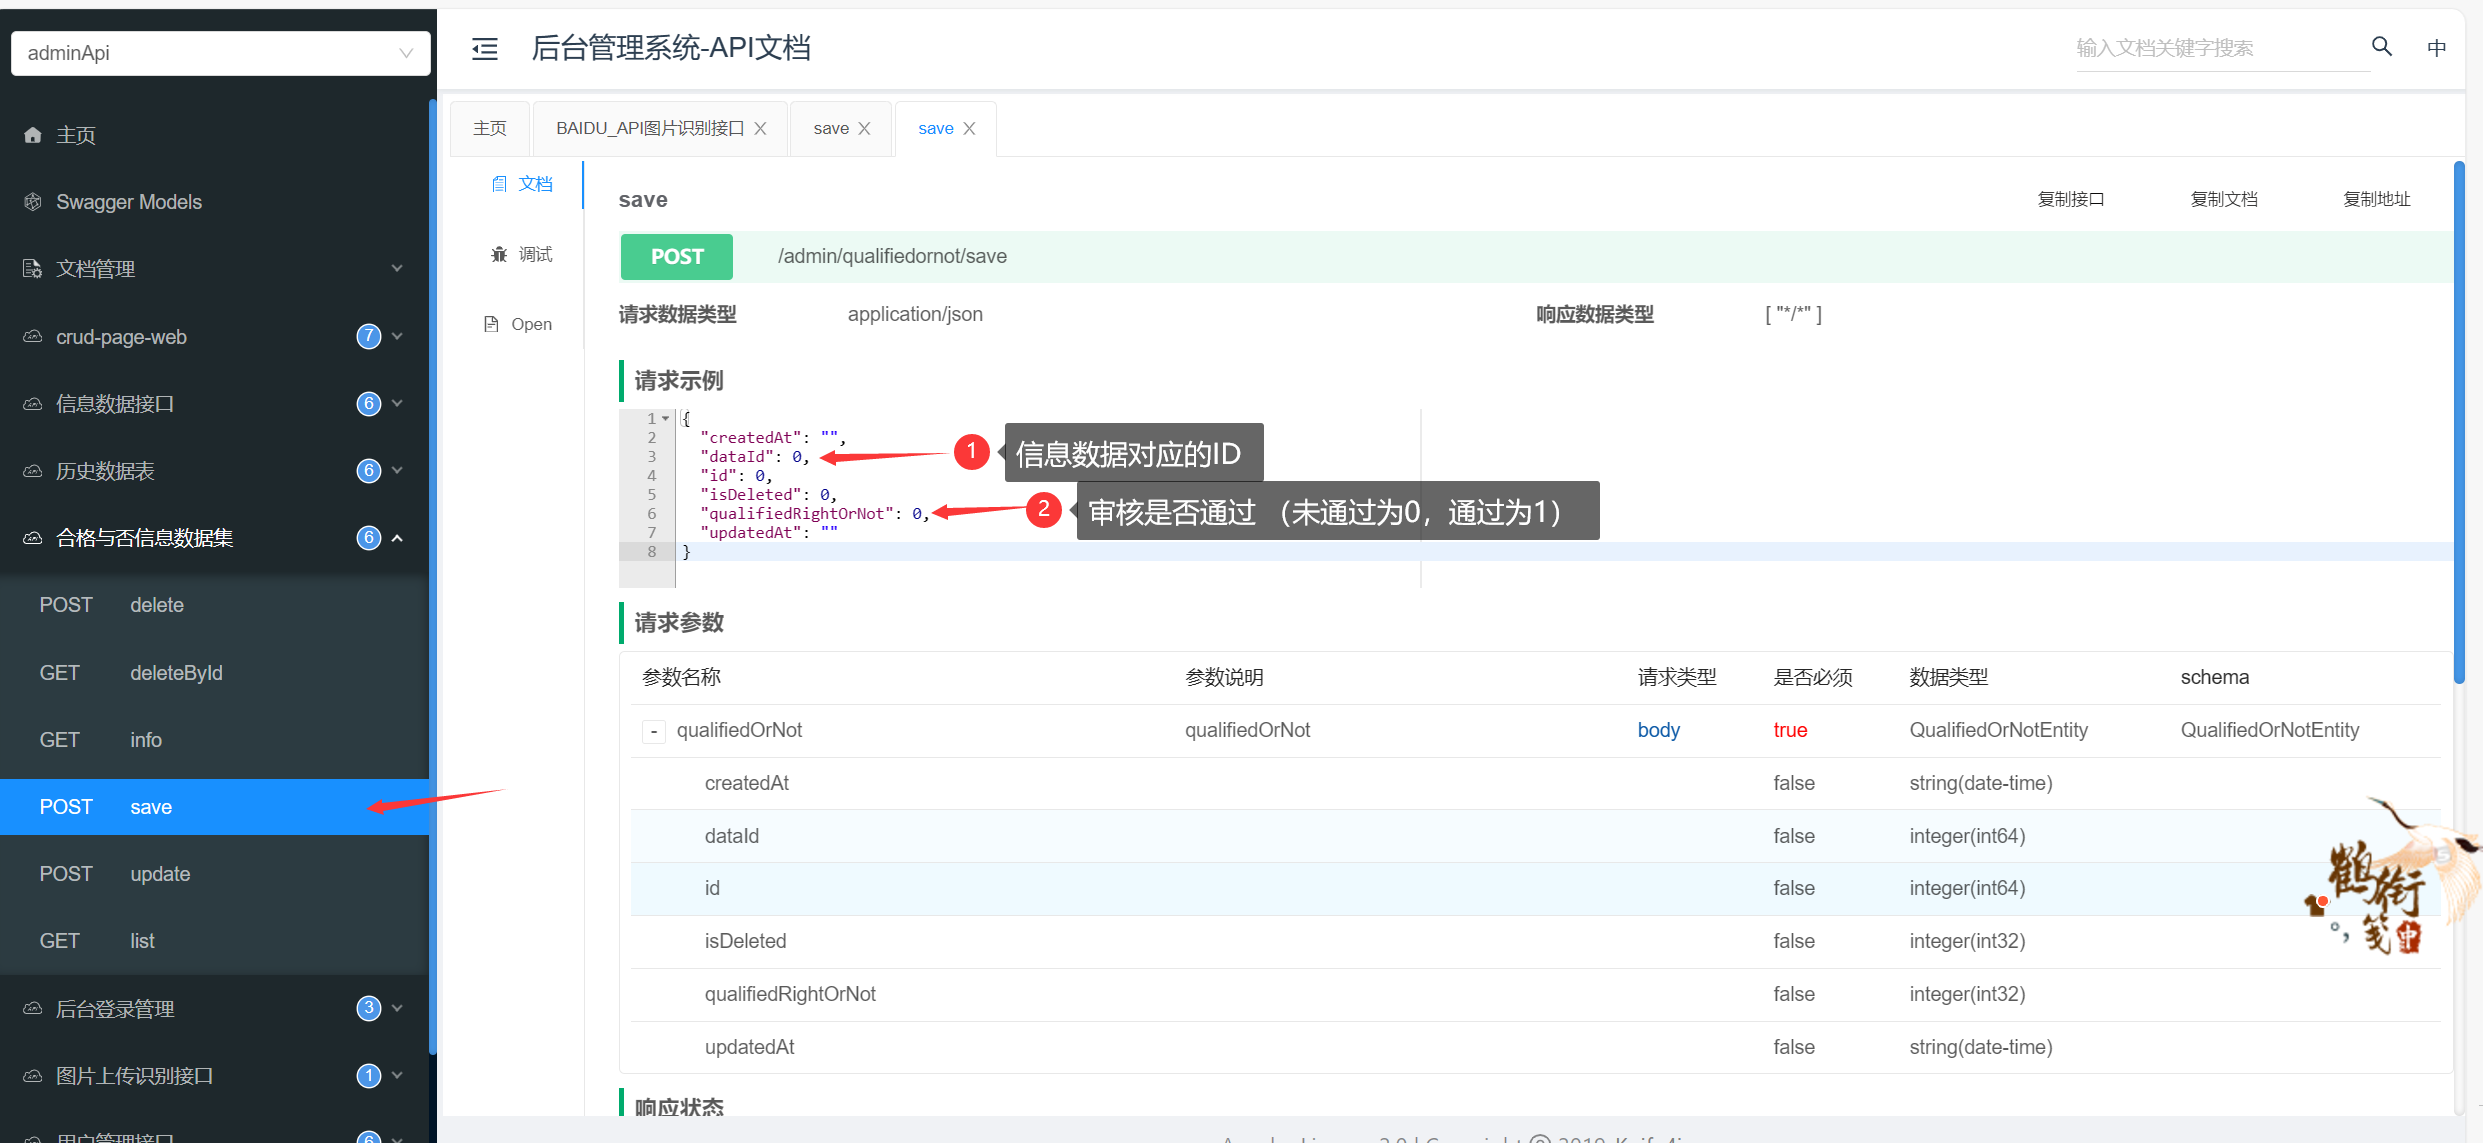 adminApi
主页
Swagger Models
文档管理
crud-page-web 7
信息数据接口 6
历史数据表 6
合格与否信息数据集 6
POST delete
GET deleteById
GET info
POST save
POST update
GET list
后台登录管理 3
图片上传识别接口 1
用户管理接口 6
后台管理系统-API文档
输入文档关键字搜索
中
主页 BAIDU_API图片识别接口 save save
文档
调试
Open
save
复制接口 复制文档 复制地址
POST /admin/qualifiedornot/save
请求数据类型 application/json 响应数据类型 [ "*/*" ]
请求示例
1 {
2 "createdAt": "",
3 "dataId": 0,
4 "id": 0,
5 "isDeleted": 0,
6 "qualifiedRightOrNot": 0,
7 "updatedAt": ""
8 }
1 信息数据对应的ID
2 审核是否通过 （未通过为0，通过为1）
请求参数
参数名称 参数说明 请求类型 是否必须 数据类型 schema
- qualifiedOrNot qualifiedOrNot body true QualifiedOrNotEntity QualifiedOrNotEntity
createdAt false string(date-time)
dataId false integer(int64)
id false integer(int64)
isDeleted false integer(int32)
qualifiedRightOrNot false integer(int32)
updatedAt false string(date-time)
响应状态
鹤衔笺
中